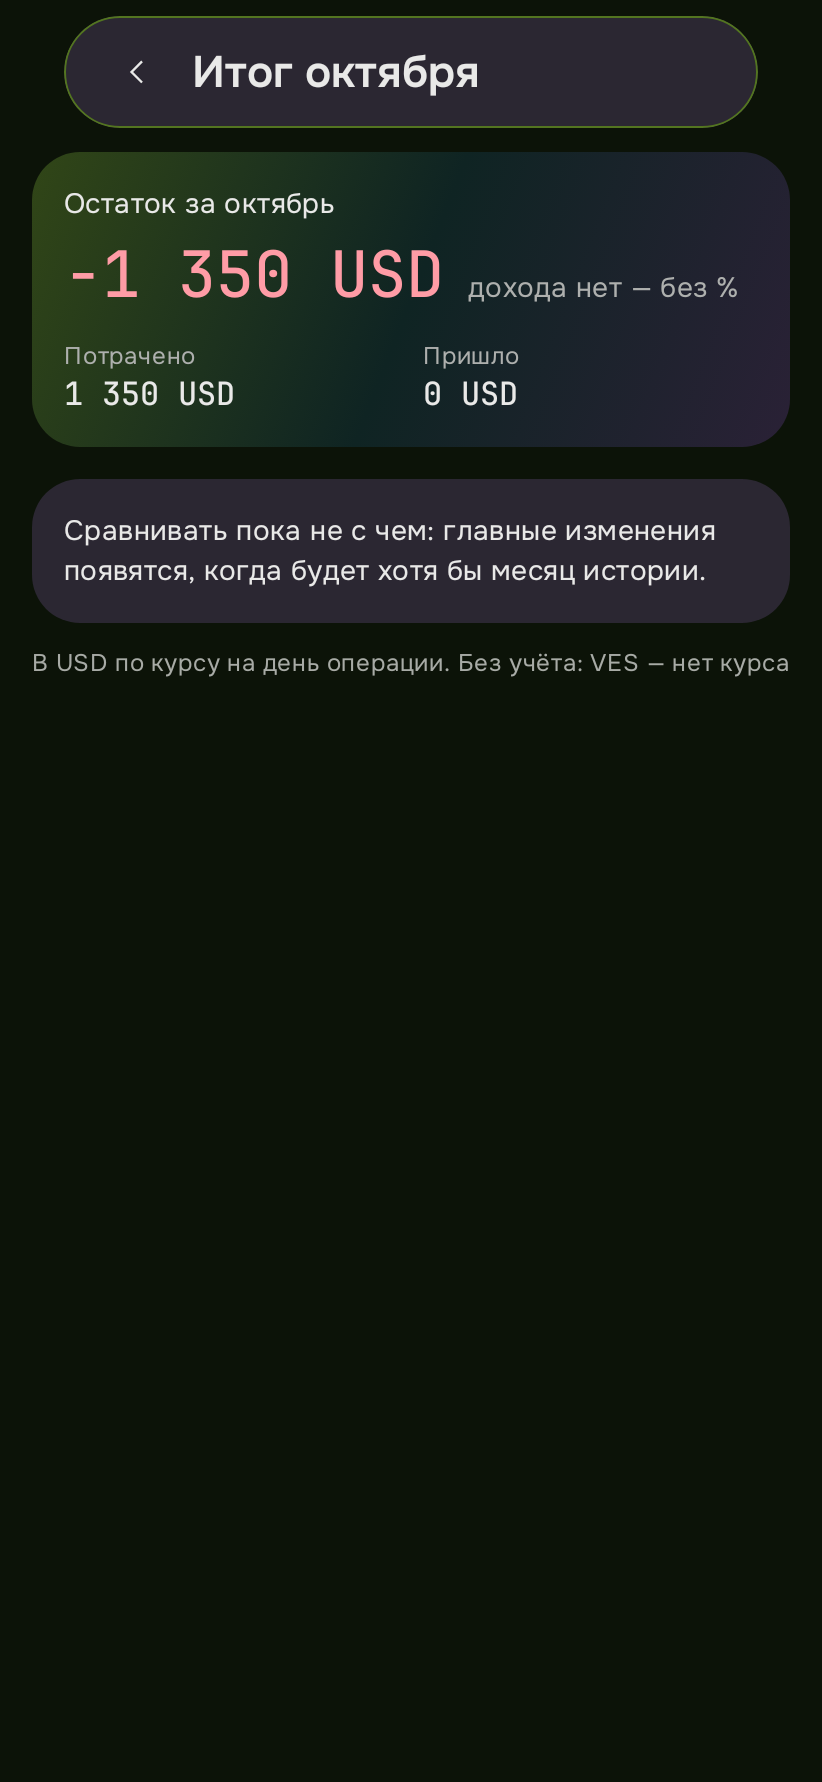 Итог октября
Остаток за октябрь
-1 350 USD дохода нет — без %
Потрачено Пришло
1 350 USD 0 USD
Сравнивать пока не с чем: главные изменения
появятся, когда будет хотя бы месяц истории.
В USD по курсу на день операции. Без учёта: VES — нет курса